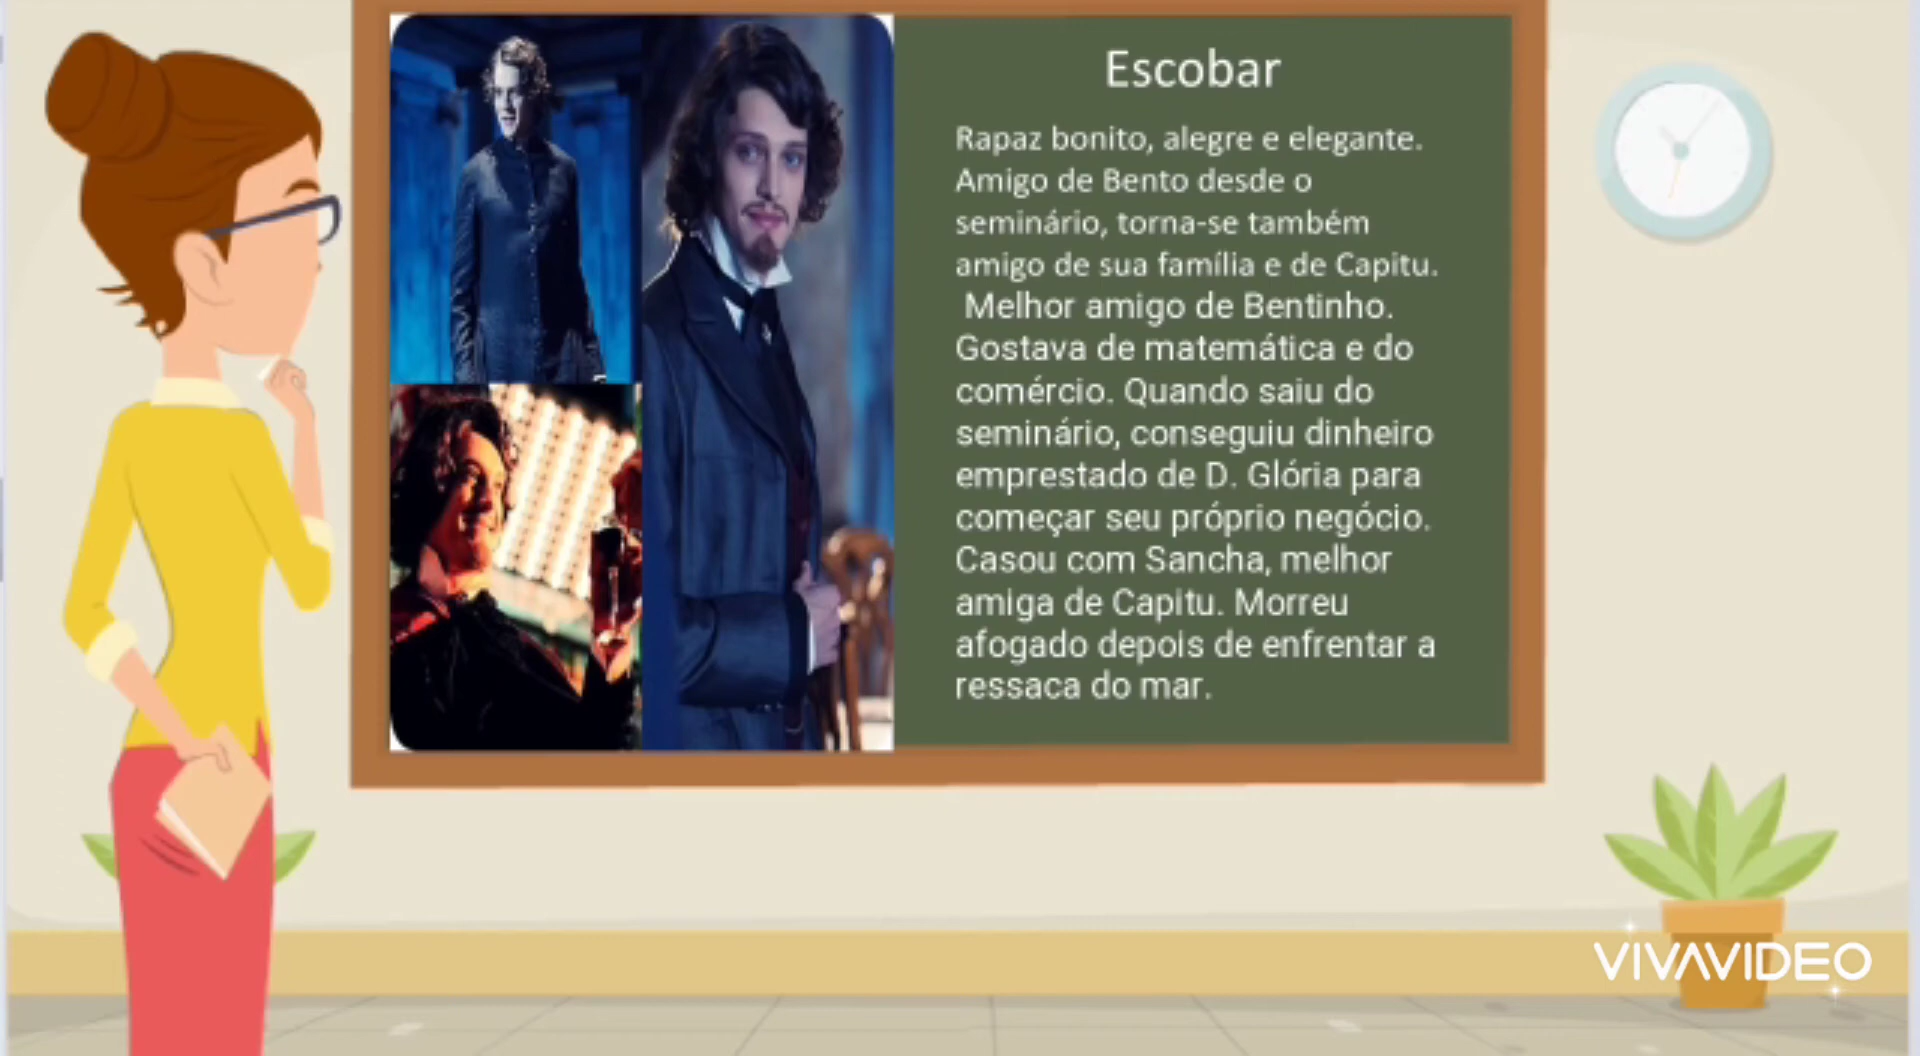 Escobar
Rapaz bonito, alegre e elegante.
Amigo de Bento desde o
seminário, torna-se também
amigo de sua família e de Capitu.
Melhor amigo de Bentinho.
Gostava de matemática e do
comércio. Quando saiu do
seminário, conseguiu dinheiro
emprestado de D. Glória para
começar seu próprio negócio.
Casou com Sancha, melhor
amiga de Capitu. Morreu
afogado depois de enfrentar a
ressaca do mar.
VIVAVIDEO